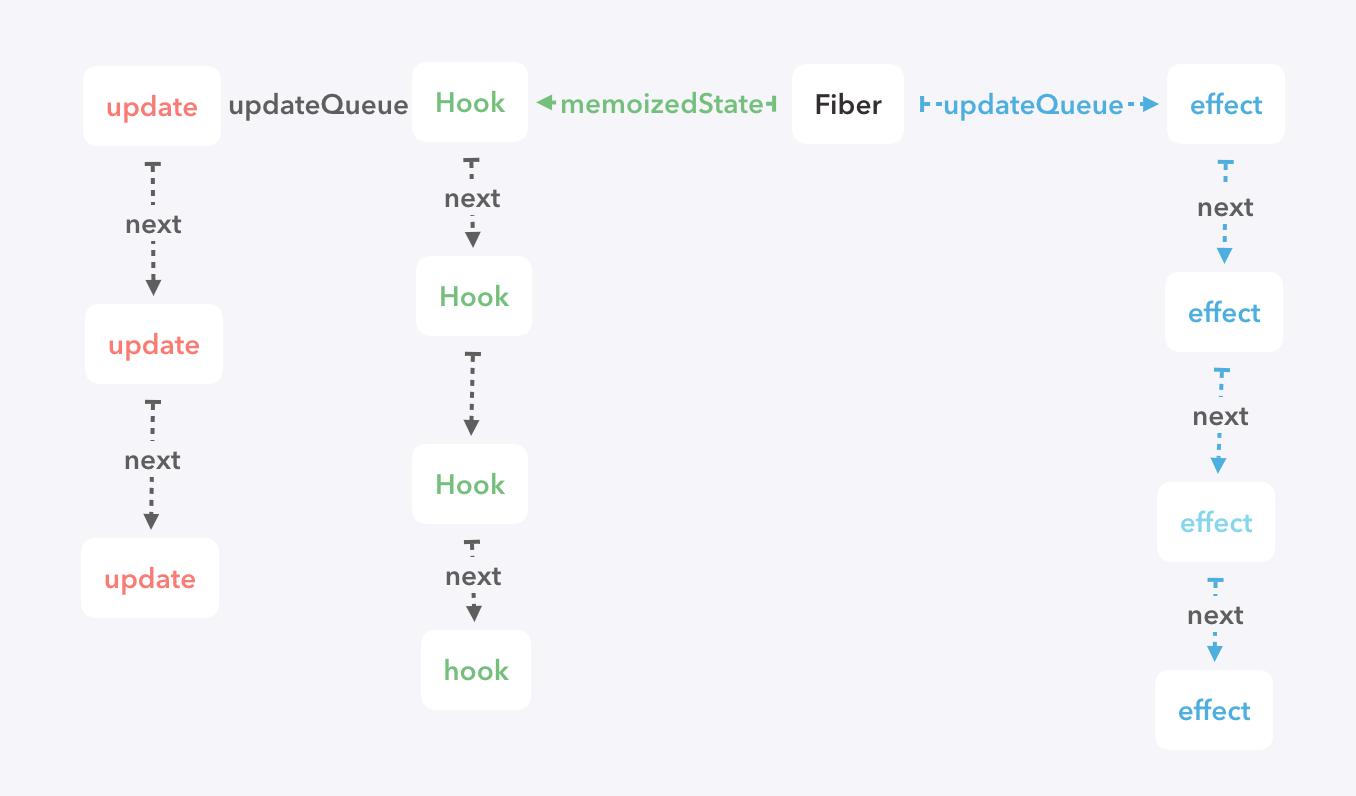 update updateQueue Hook memoizedState Fiber updateQueue effect
next next next
update Hook effect
next next
update Hook effect
next next
hook effect